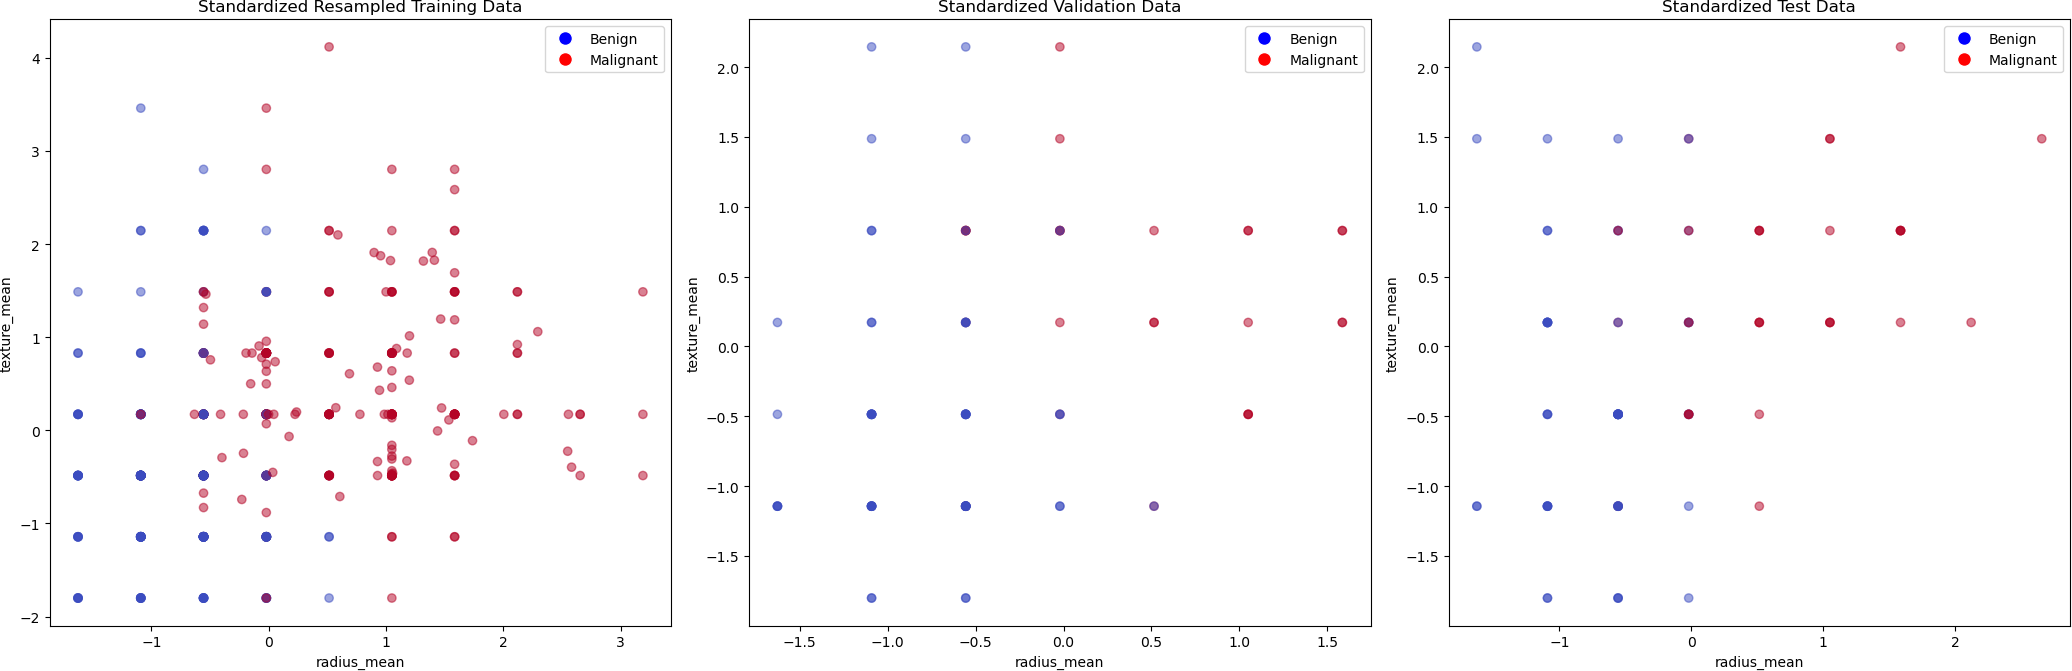 Standardized Resampled Training Data
Benign
Malignant
4
3
2
1
0
−1
−2
texture_mean
−1
0
1
2
3
radius_mean
Standardized Validation Data
Benign
Malignant
2.0
1.5
1.0
0.5
0.0
−0.5
−1.0
−1.5
texture_mean
−1.5
−1.0
−0.5
0.0
0.5
1.0
1.5
radius_mean
Standardized Test Data
Benign
Malignant
2.0
1.5
1.0
0.5
0.0
−0.5
−1.0
−1.5
texture_mean
−1
0
1
2
radius_mean